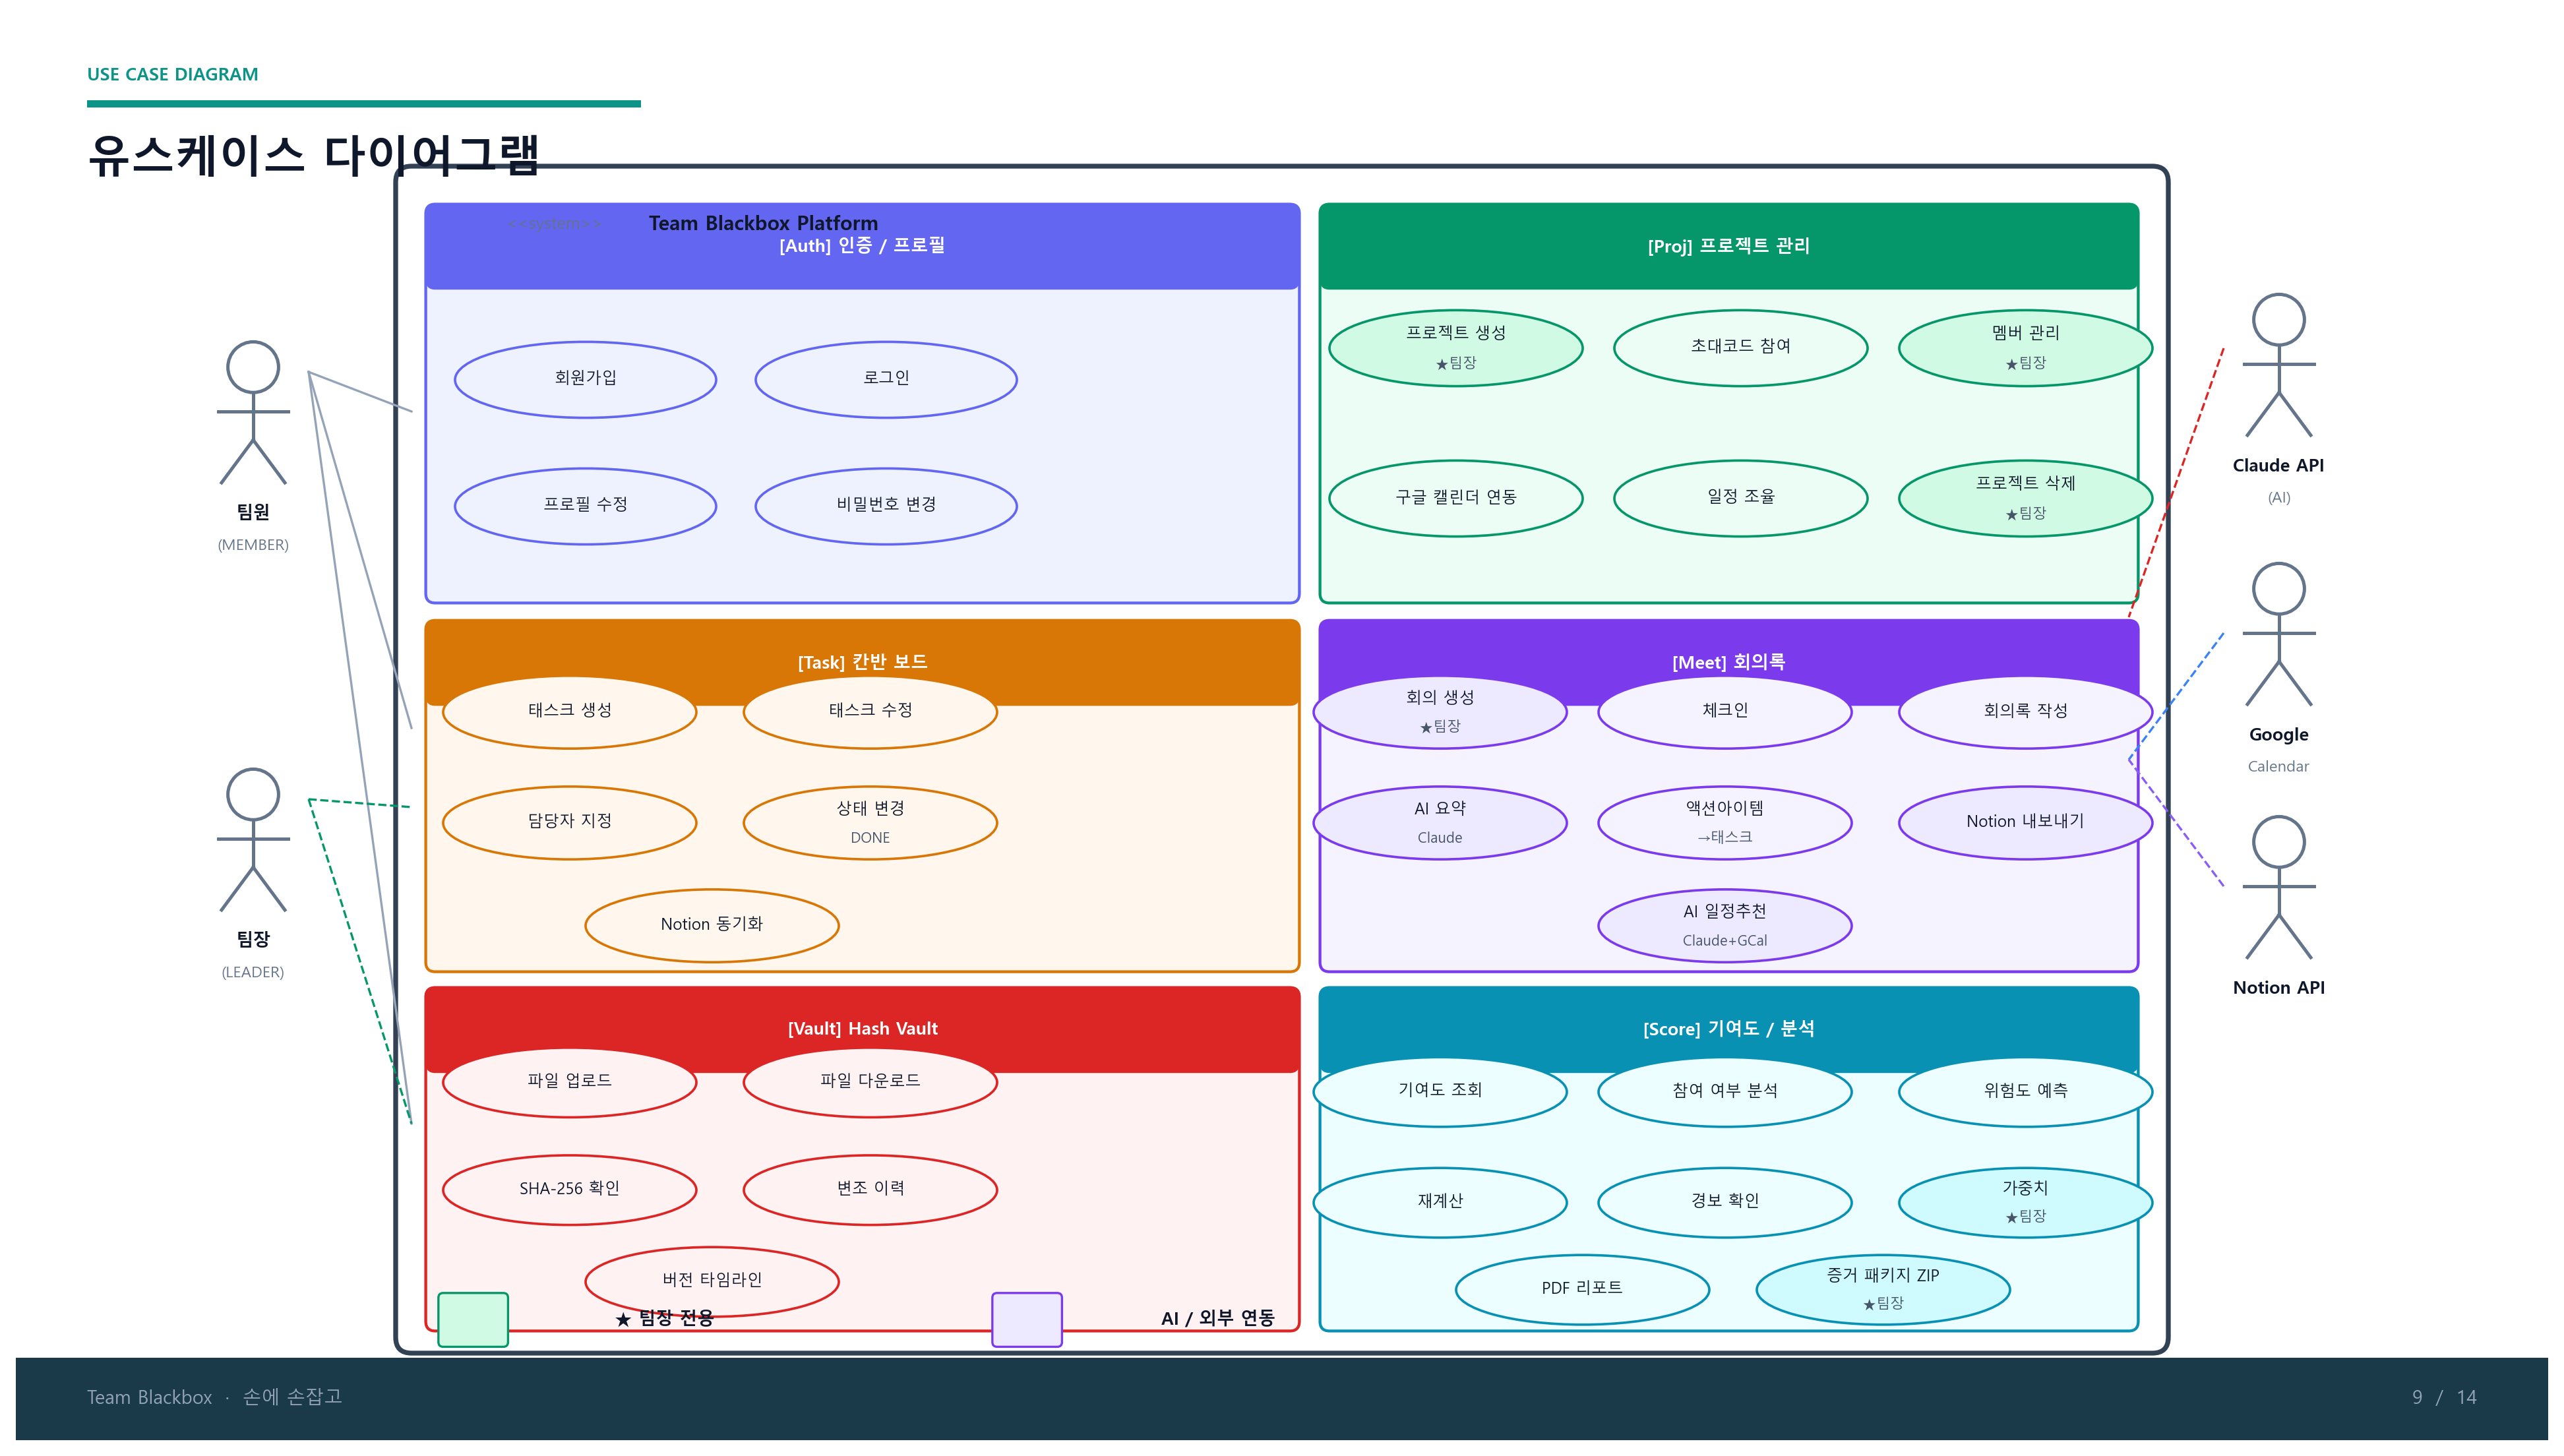 USE CASE DIAGRAM
유스케이스 다이어그램
Team Blackbox Platform
[Auth] 인증 / 프로필
회원가입
로그인
프로필 수정
비밀번호 변경
[Proj] 프로젝트 관리
프로젝트 생성
★팀장
초대코드 참여
멤버 관리
★팀장
구글 캘린더 연동
일정 조율
프로젝트 삭제
★팀장
팀원
(MEMBER)
팀장
(LEADER)
[Task] 칸반 보드
태스크 생성
태스크 수정
담당자 지정
상태 변경
DONE
Notion 동기화
[Meet] 회의록
회의 생성
★팀장
체크인
회의록 작성
AI 요약
Claude
액션아이템
→태스크
Notion 내보내기
AI 일정추천
Claude+GCal
[Vault] Hash Vault
파일 업로드
파일 다운로드
SHA-256 확인
변조 이력
버전 타임라인
[Score] 기여도 / 분석
기여도 조회
참여 여부 분석
위험도 예측
재계산
경보 확인
가중치
★팀장
PDF 리포트
증거 패키지 ZIP
★팀장
Claude API
(AI)
Google
Calendar
Notion API
★ 팀장 전용
AI / 외부 연동
Team Blackbox · 손에 손잡고
9 / 14